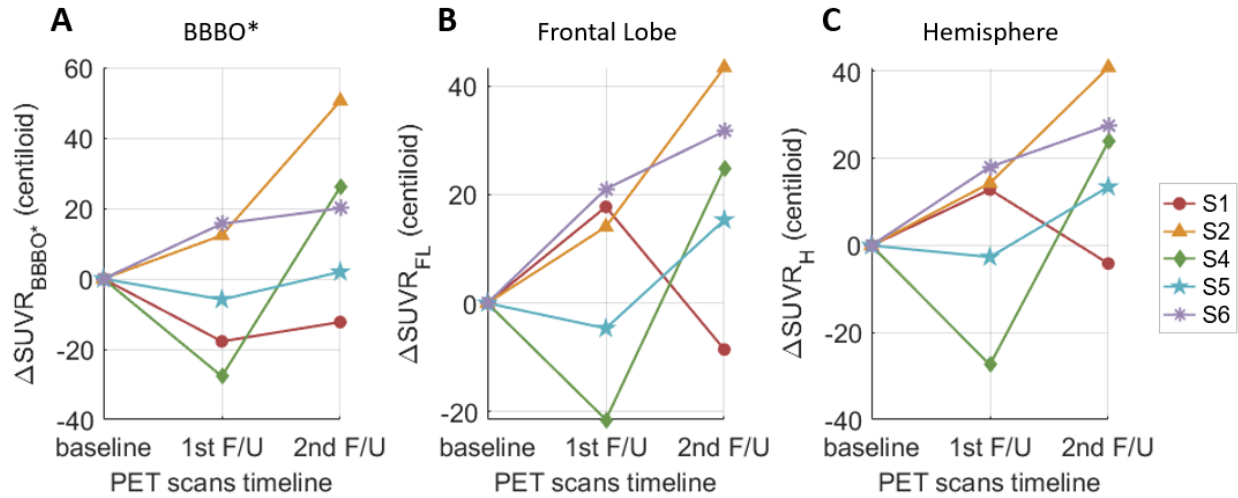 A
BBBO*
ΔSUVR_BBBO* (centiloid)
60
40
20
0
-20
-40
baseline 1st F/U 2nd F/U
PET scans timeline
B
Frontal Lobe
ΔSUVR_FL (centiloid)
40
20
0
-20
baseline 1st F/U 2nd F/U
PET scans timeline
C
Hemisphere
ΔSUVR_H (centiloid)
40
20
0
-20
-40
baseline 1st F/U 2nd F/U
PET scans timeline
S1
S2
S4
S5
S6